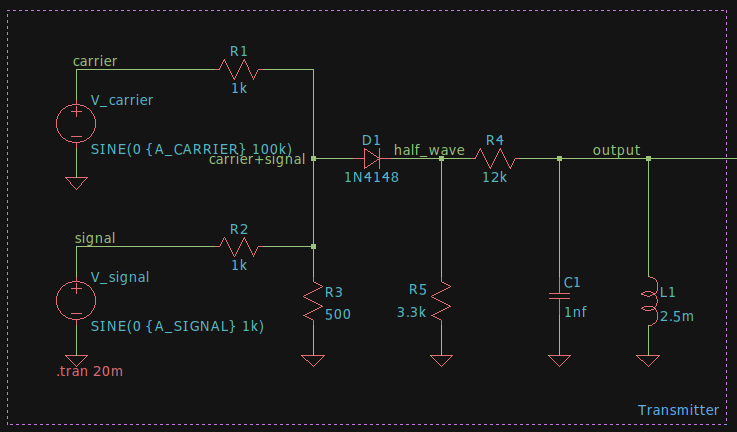 carrier
R1
1k
V_carrier
SINE(0 {A_CARRIER} 100k)
carrier+signal
D1
1N4148
half_wave
R4
12k
output
signal
R2
1k
V_signal
SINE(0 {A_SIGNAL} 1k)
R3
500
R5
3.3k
C1
1nf
L1
2.5m
.tran 20m
Transmitter